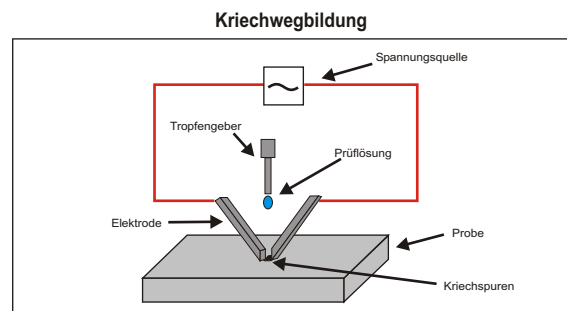 Kriechwegbildung
Spannungsquelle
Tropfengeber
Prüflösung
Elektrode
Probe
Kriechspuren